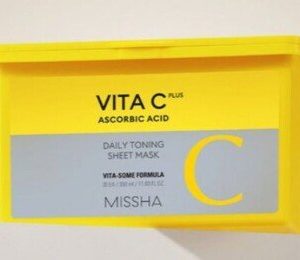 VITA C PLUS
ASCORBIC ACID
DAILY TONING
SHEET MASK
C
VITA-SOME FORMULA
MISSHA